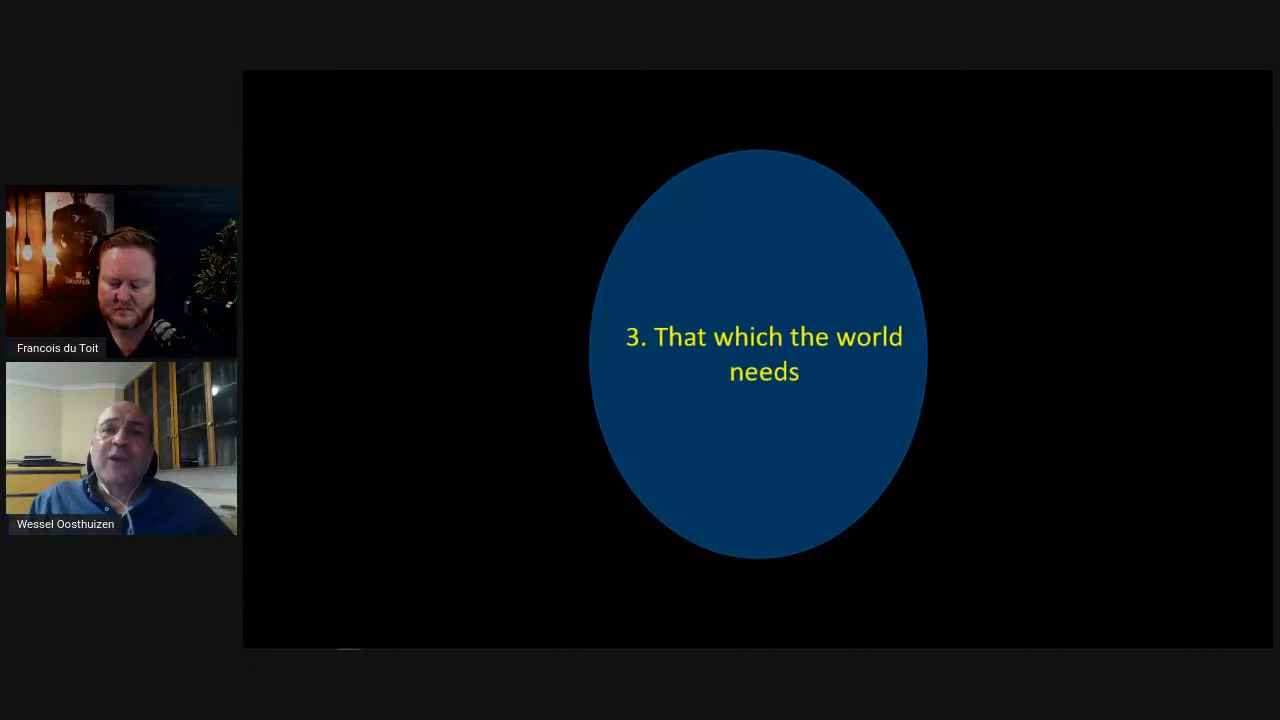 Francois du Toit
Wessel Oosthuizen
3. That which the world
needs